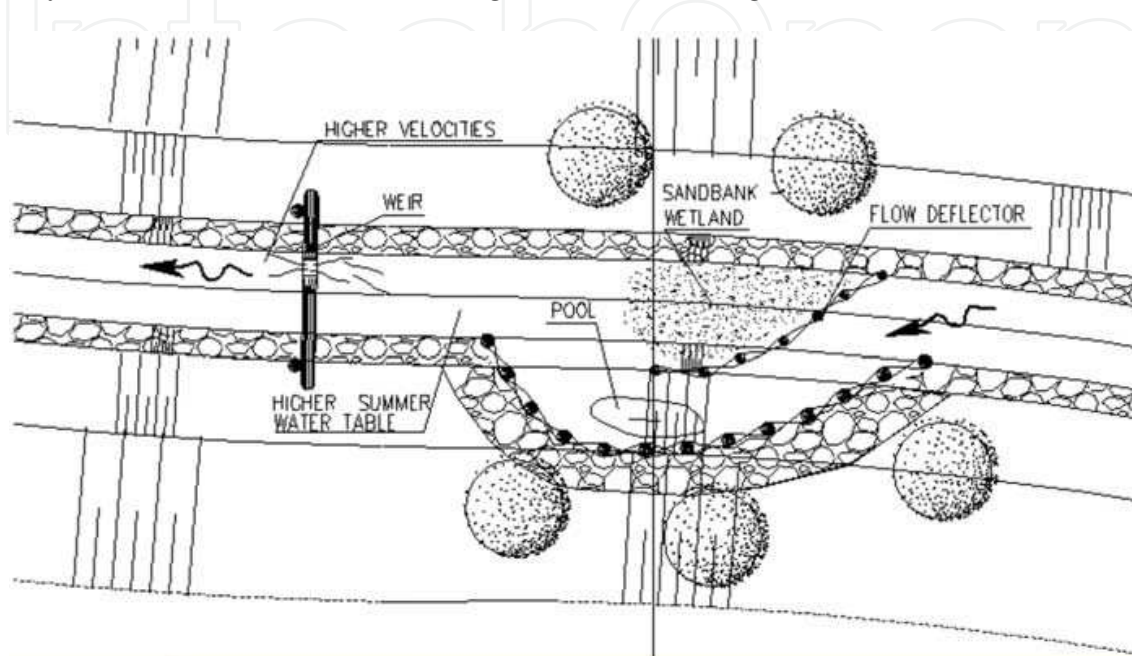 HIGHER VELOCITIES
WEIR
SANDBANK
WETLAND
FLOW DEFLECTOR
POOL
HIGHER SUMMER
WATER TABLE